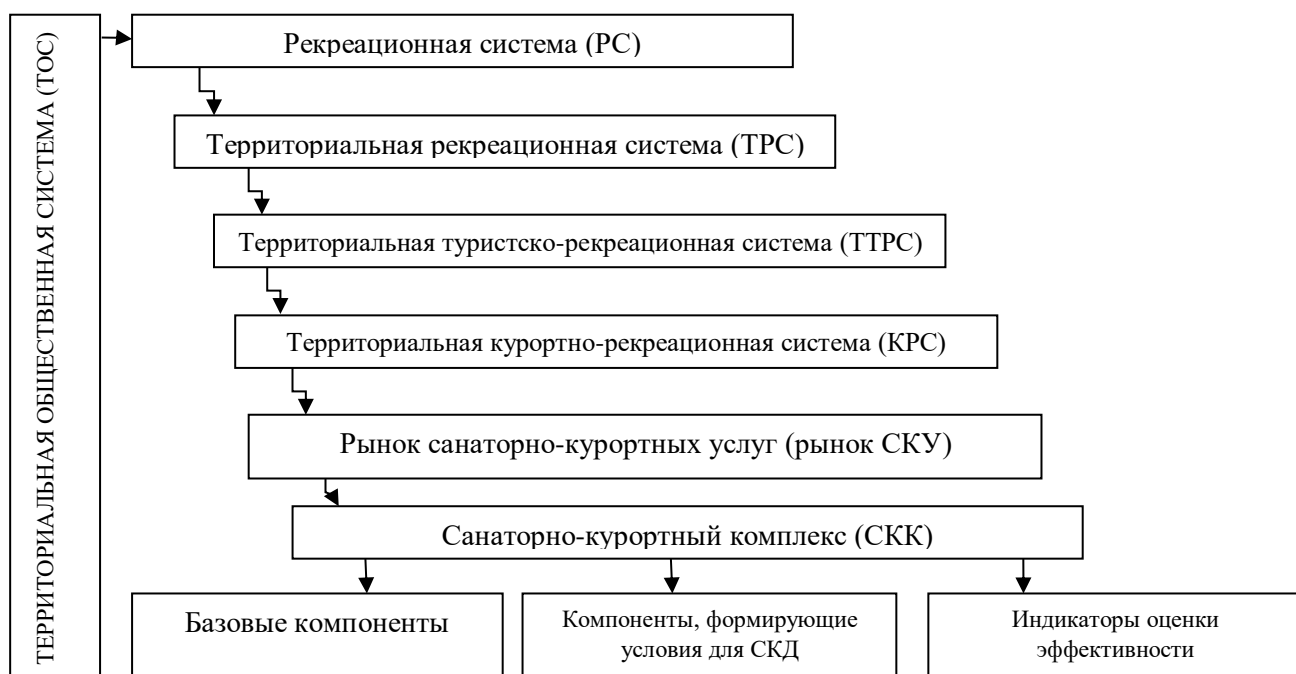 ТЕРРИТОРИАЛЬНАЯ ОБЩЕСТВЕННАЯ СИСТЕМА (ТОС)
Рекреационная система (РС)
Территориальная рекреационная система (ТРС)
Территориальная туристско-рекреационная система (ТТРС)
Территориальная курортно-рекреационная система (КРС)
Рынок санаторно-курортных услуг (рынок СКУ)
Санаторно-курортный комплекс (СКК)
Базовые компоненты
Компоненты, формирующие
условия для СКД
Индикаторы оценки
эффективности